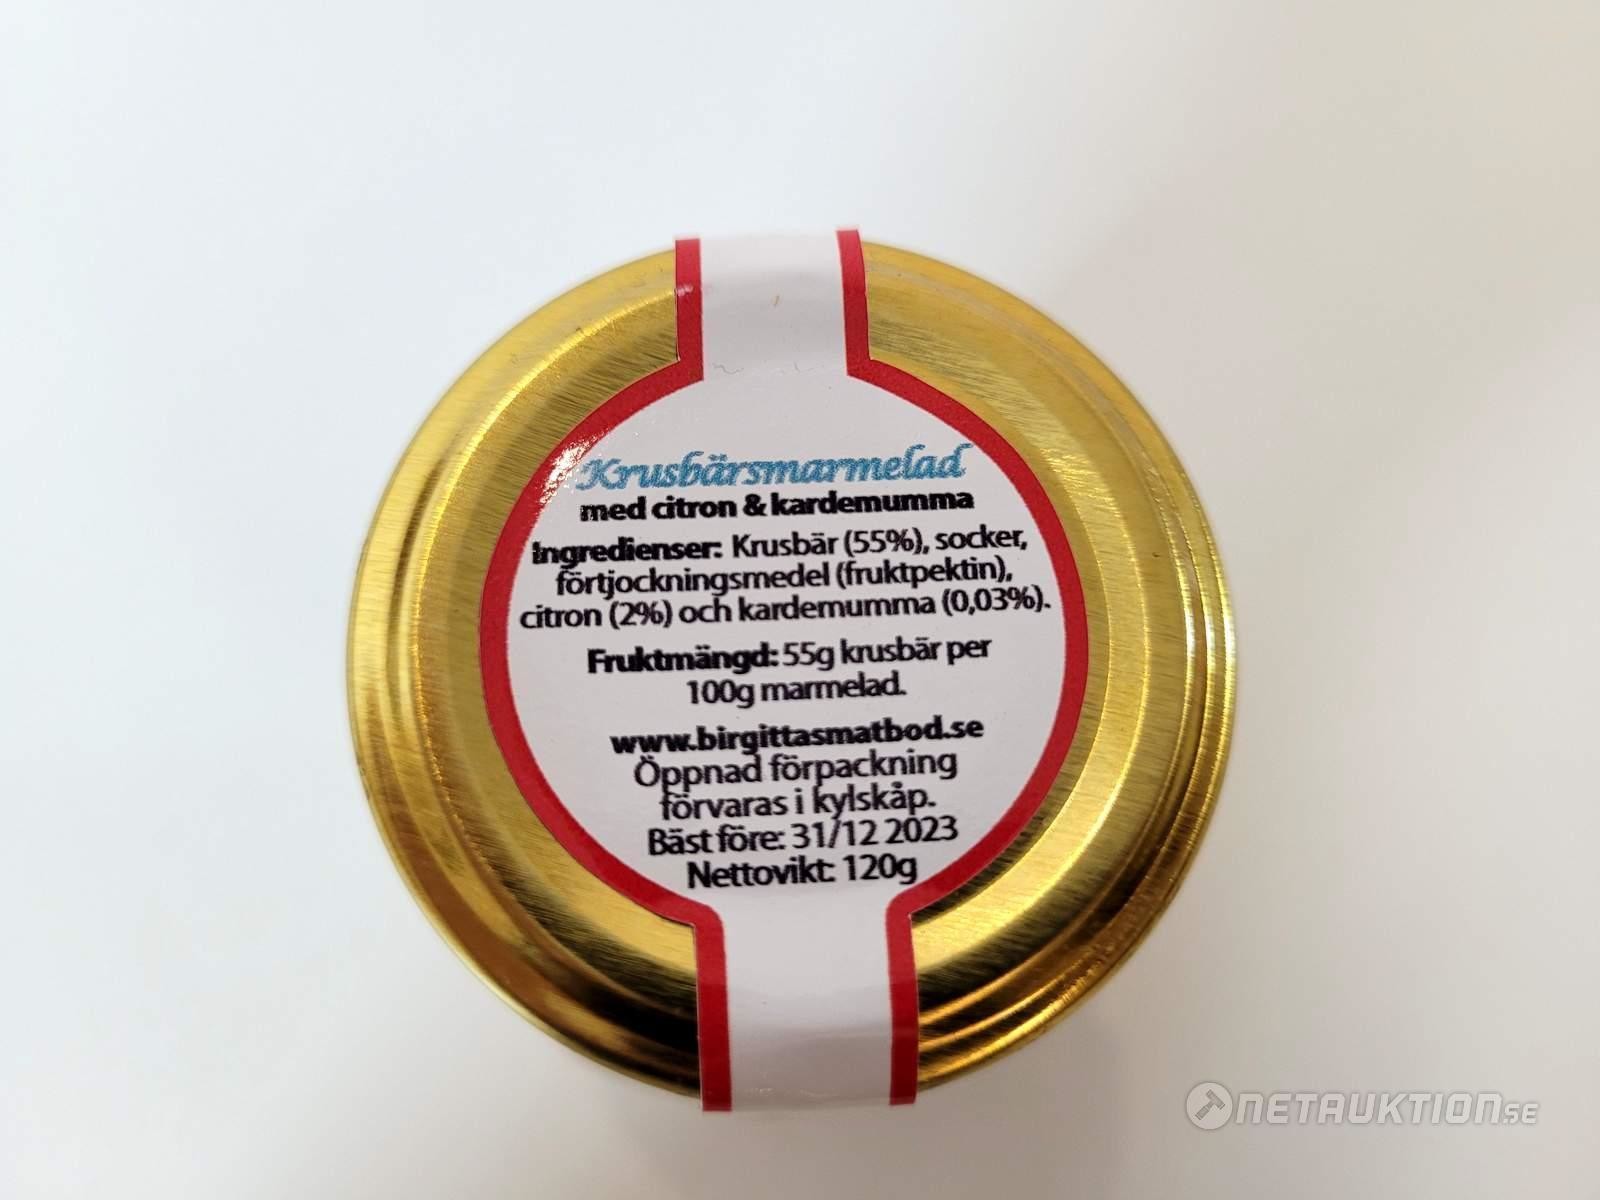 Krusbärsmarmelad
med citron & kardemumma
Ingredienser: Krusbär (55%), socker,
förtjockningsmedel (fruktpektin),
citron (2%) och kardemumma (0,03%).
Fruktmängd: 55g krusbär per
100g marmelad.
www.birgittasmatbod.se
Öppnad förpackning
förvaras i kylskåp.
Bäst före: 31/12 2023
Nettovikt: 120g
NETAUKTION.SE